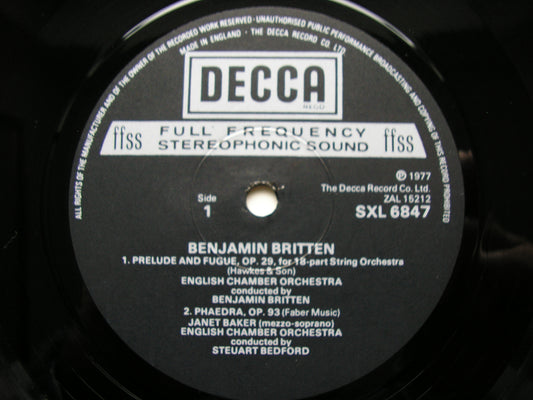 ALL RIGHTS OF THE MANUFACTURER AND OF THE OWNER OF THE RECORDED WORK RESERVED · UNAUTHORISED PUBLIC PERFORMANCE BROADCASTING AND COPYING OF THIS RECORD PROHIBITED
MADE IN ENGLAND · THE DECCA RECORD CO. LTD.
DECCA
REGD
ffss FULL FREQUENCY ffss
STEREOPHONIC SOUND
Ⓟ 1977
The Decca Record Co. Ltd.
Side
ZAL 15212
1
SXL 6847
BENJAMIN BRITTEN
1. PRELUDE AND FUGUE, OP. 29, for 18-part String Orchestra
(Hawkes & Son)
ENGLISH CHAMBER ORCHESTRA
conducted by
BENJAMIN BRITTEN
2. PHAEDRA, OP. 93 (Faber Music)
JANET BAKER (mezzo-soprano)
ENGLISH CHAMBER ORCHESTRA
conducted by
STEUART BEDFORD